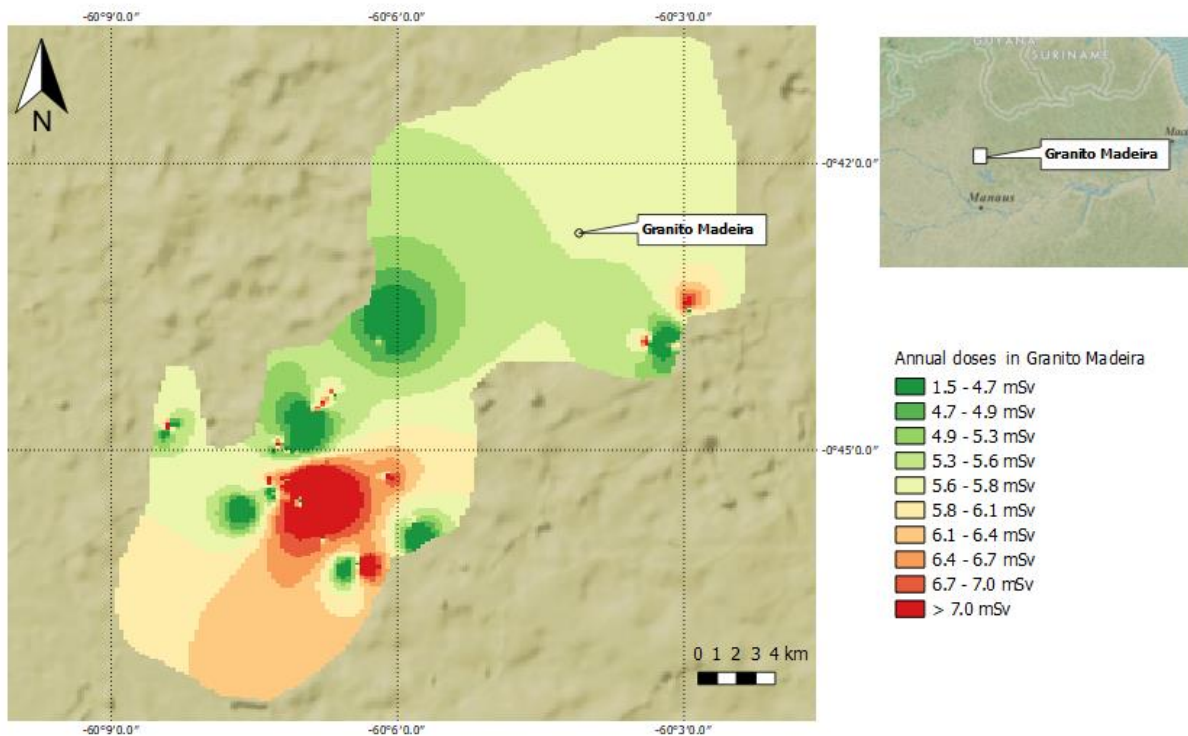 -60°9'0.0"
-60°6'0.0"
-60°3'0.0"
N
-0°42'0.0"
Granito Madeira
-0°45'0.0"
0 1 2 3 4 km
-60°9'0.0"
-60°6'0.0"
-60°3'0.0"
GUYANA
SURINAME
Granito Madeira
Manaus
Annual doses in Granito Madeira
1.5 - 4.7 mSv
4.7 - 4.9 mSv
4.9 - 5.3 mSv
5.3 - 5.6 mSv
5.6 - 5.8 mSv
5.8 - 6.1 mSv
6.1 - 6.4 mSv
6.4 - 6.7 mSv
6.7 - 7.0 mSv
> 7.0 mSv